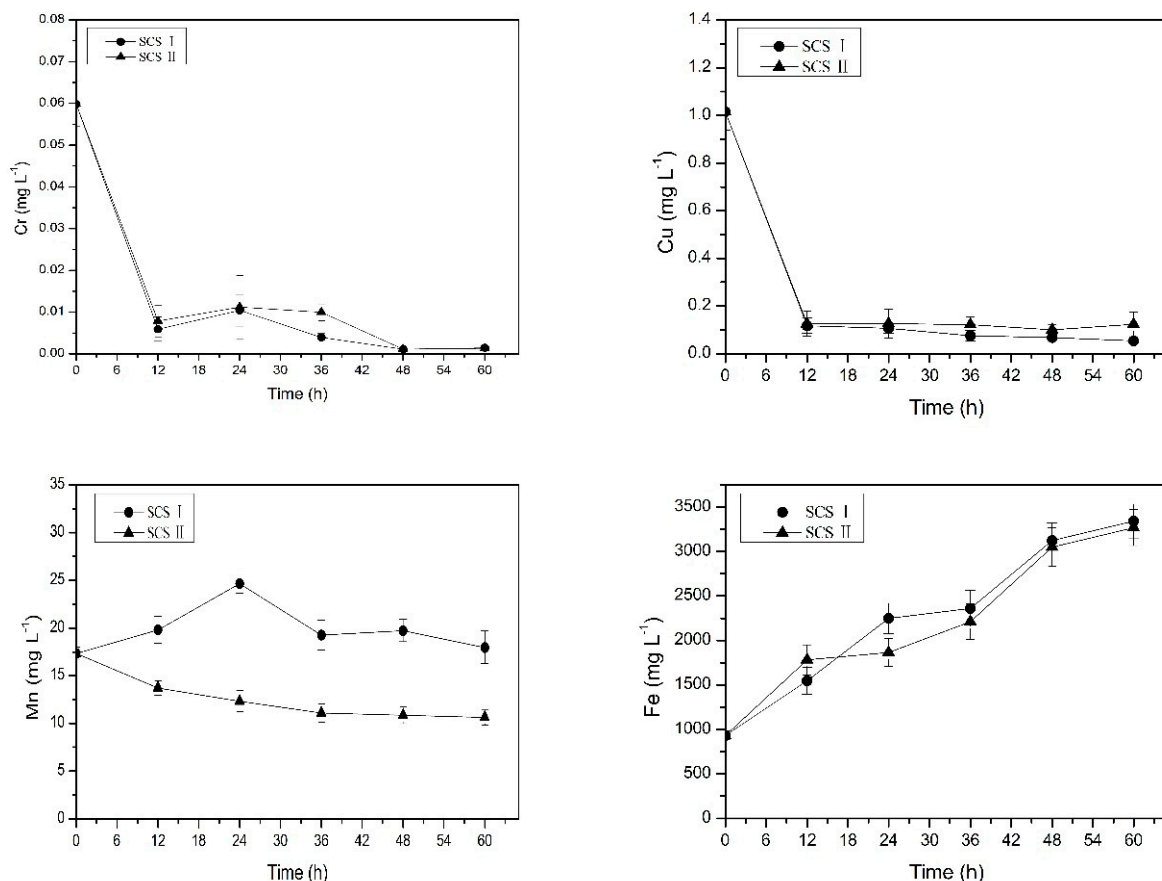 0.08
0.07
0.06
0.05
0.04
0.03
0.02
0.01
0.00
Cr (mg L⁻¹)
SCS Ⅰ
SCS Ⅱ
0 6 12 18 24 30 36 42 48 54 60
Time (h)
1.4
1.2
1.0
0.8
0.6
0.4
0.2
0.0
Cu (mg L⁻¹)
SCS Ⅰ
SCS Ⅱ
0 6 12 18 24 30 36 42 48 54 60
Time (h)
35
30
25
20
15
10
5
0
Mn (mg L⁻¹)
SCS Ⅰ
SCS Ⅱ
0 6 12 18 24 30 36 42 48 54 60
Time (h)
3500
3000
2500
2000
1500
1000
500
0
Fe (mg L⁻¹)
SCS Ⅰ
SCS Ⅱ
0 6 12 18 24 30 36 42 48 54 60
Time (h)